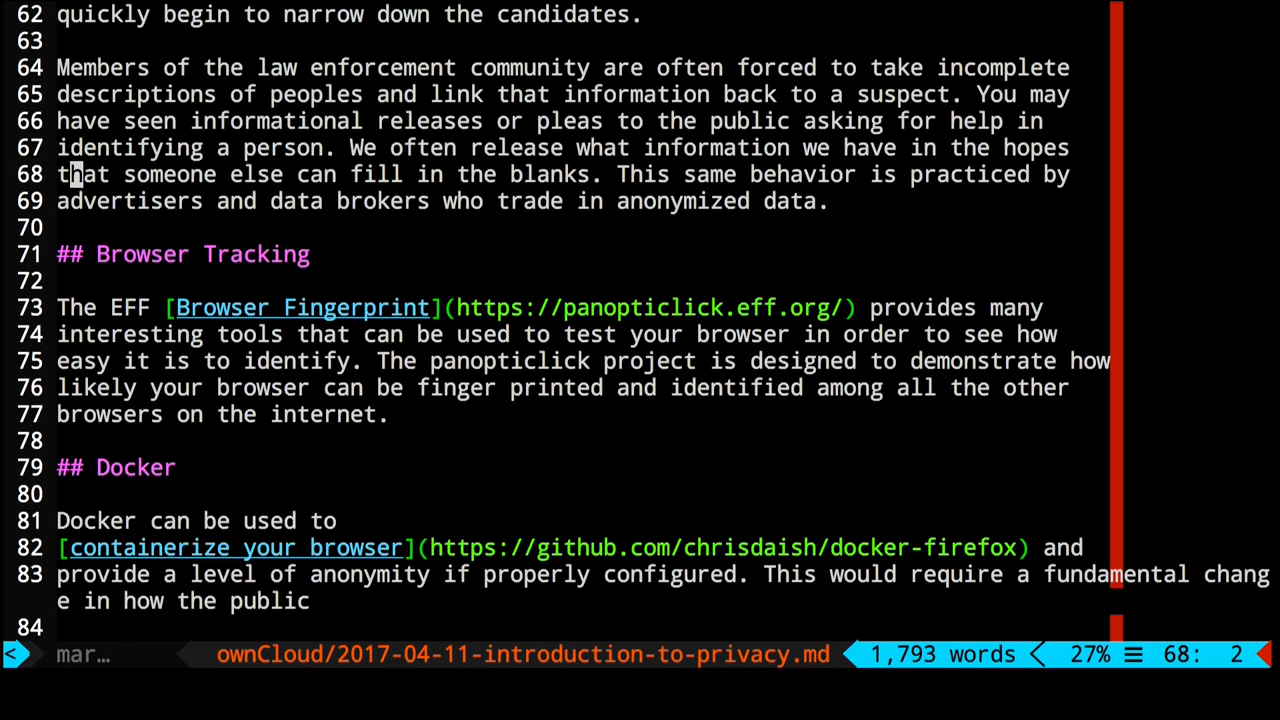 62 quickly begin to narrow down the candidates.
63
64 Members of the law enforcement community are often forced to take incomplete
65 descriptions of peoples and link that information back to a suspect. You may
66 have seen informational releases or pleas to the public asking for help in
67 identifying a person. We often release what information we have in the hopes
68 that someone else can fill in the blanks. This same behavior is practiced by
69 advertisers and data brokers who trade in anonymized data.
70
71 ## Browser Tracking
72
73 The EFF [Browser Fingerprint](https://panopticlick.eff.org/) provides many
74 interesting tools that can be used to test your browser in order to see how
75 easy it is to identify. The panopticlick project is designed to demonstrate how
76 likely your browser can be finger printed and identified among all the other
77 browsers on the internet.
78
79 ## Docker
80
81 Docker can be used to
82 [containerize your browser](https://github.com/chrisdaish/docker-firefox) and
83 provide a level of anonymity if properly configured. This would require a fundamental chang
e in how the public
84
< mar… ownCloud/2017-04-11-introduction-to-privacy.md 1,793 words 27% ☰ 68: 2